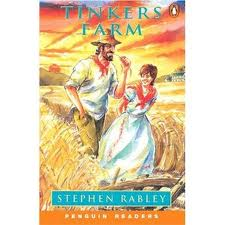 TINKERS
FARM
STEPHEN RABLEY
PENGUIN READERS